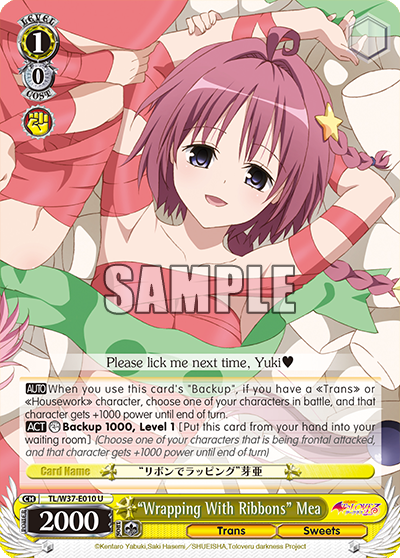 LEVEL
1
0
COST
SAMPLE
Please lick me next time, Yuki♥
AUTO When you use this card's "Backup", if you have a «Trans» or
«Housework» character, choose one of your characters in battle, and that
character gets +1000 power until end of turn.
ACT Backup 1000, Level 1 [Put this card from your hand into your
waiting room] (Choose one of your characters that is being frontal attacked,
and that character gets +1000 power until end of turn)
Card Name
"リボンでラッピング"芽亜
CH TL/W37-E010 U
POWER
2000
"Wrapping With Ribbons" Mea
Trans
Sweets
©Kentaro Yabuki,Saki Hasemi／SHUEISHA,Toloveru darkness Project